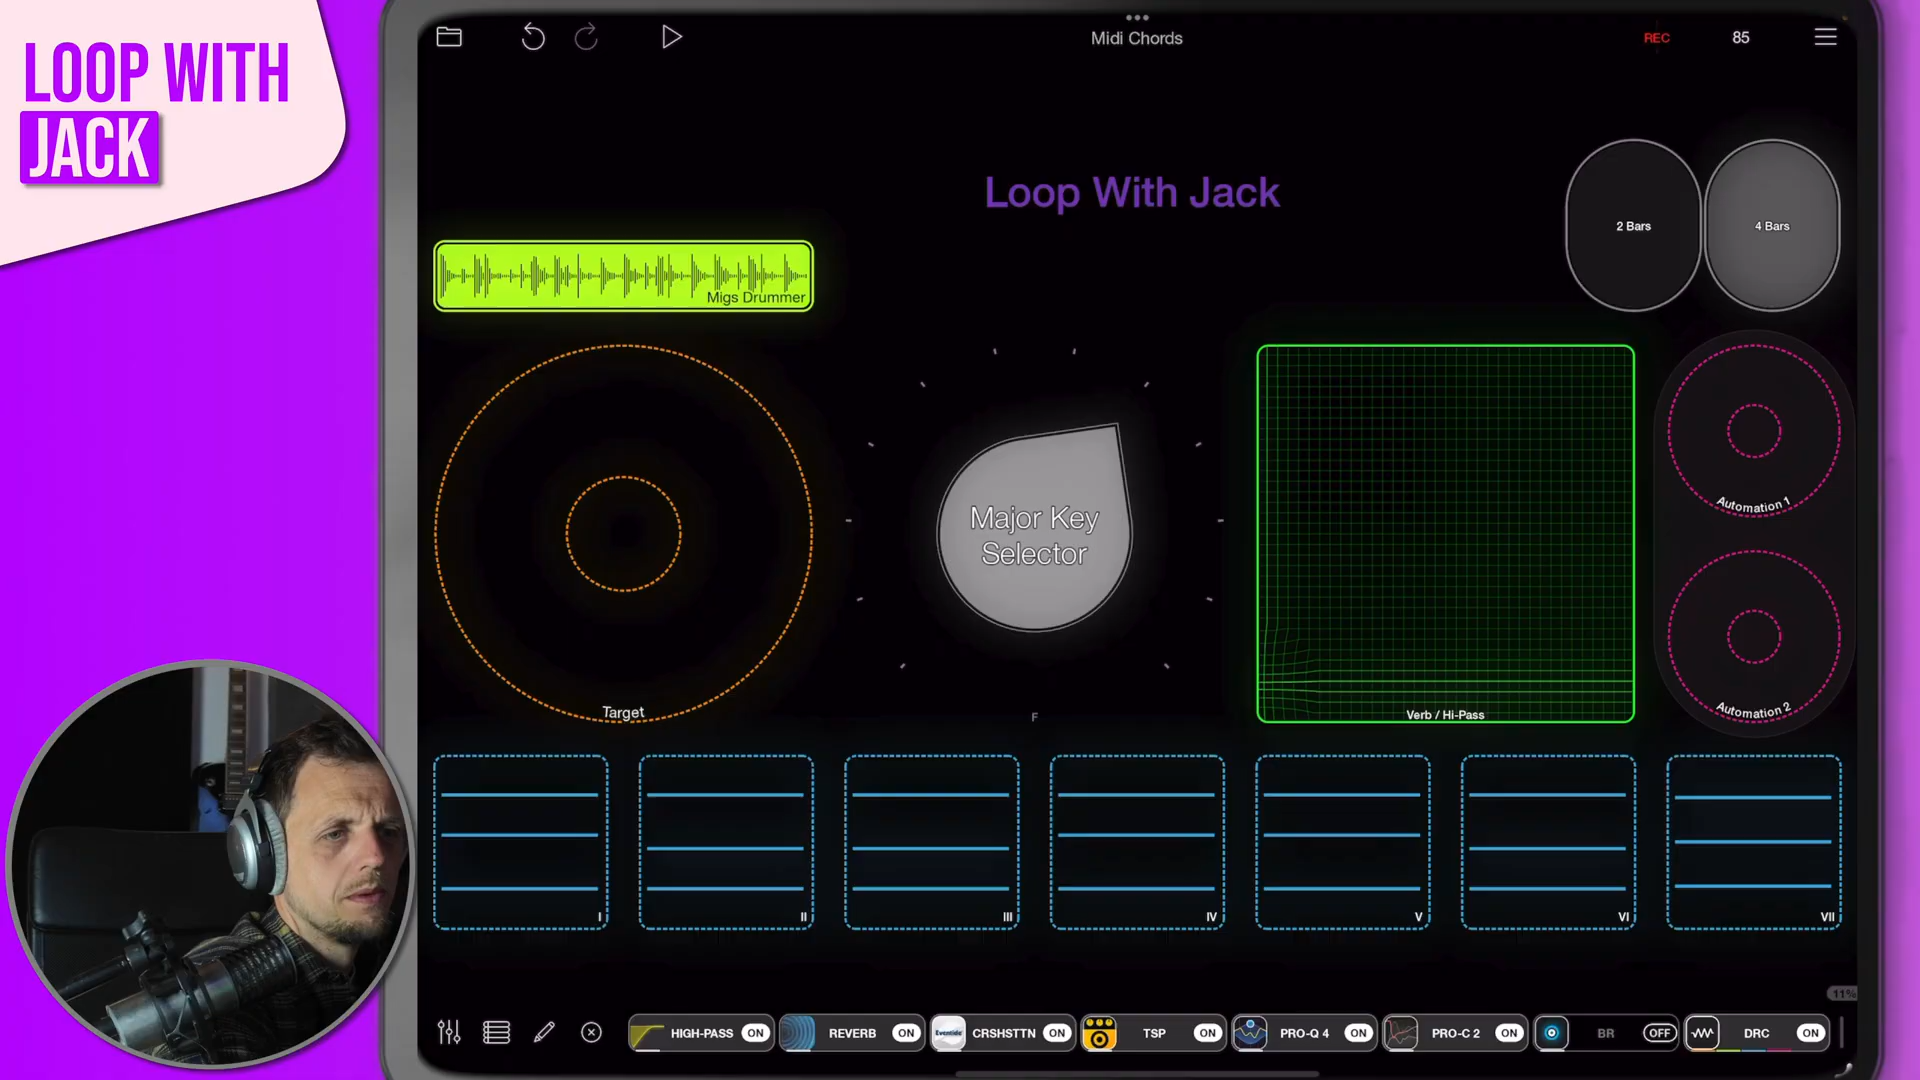 LOOP WITH
JACK
Midi Chords
REC
85
Loop With Jack
2 Bars
4 Bars
Migs Drummer
Major Key
Selector
Automation 1
Target
F
Verb / Hi-Pass
Automation 2
I
II
III
IV
V
VI
VII
11%
HIGH-PASS ON
REVERB ON
Eventide CRSHSTTN ON
TSP ON
PRO-Q 4 ON
PRO-C 2 ON
BR OFF
DRC ON